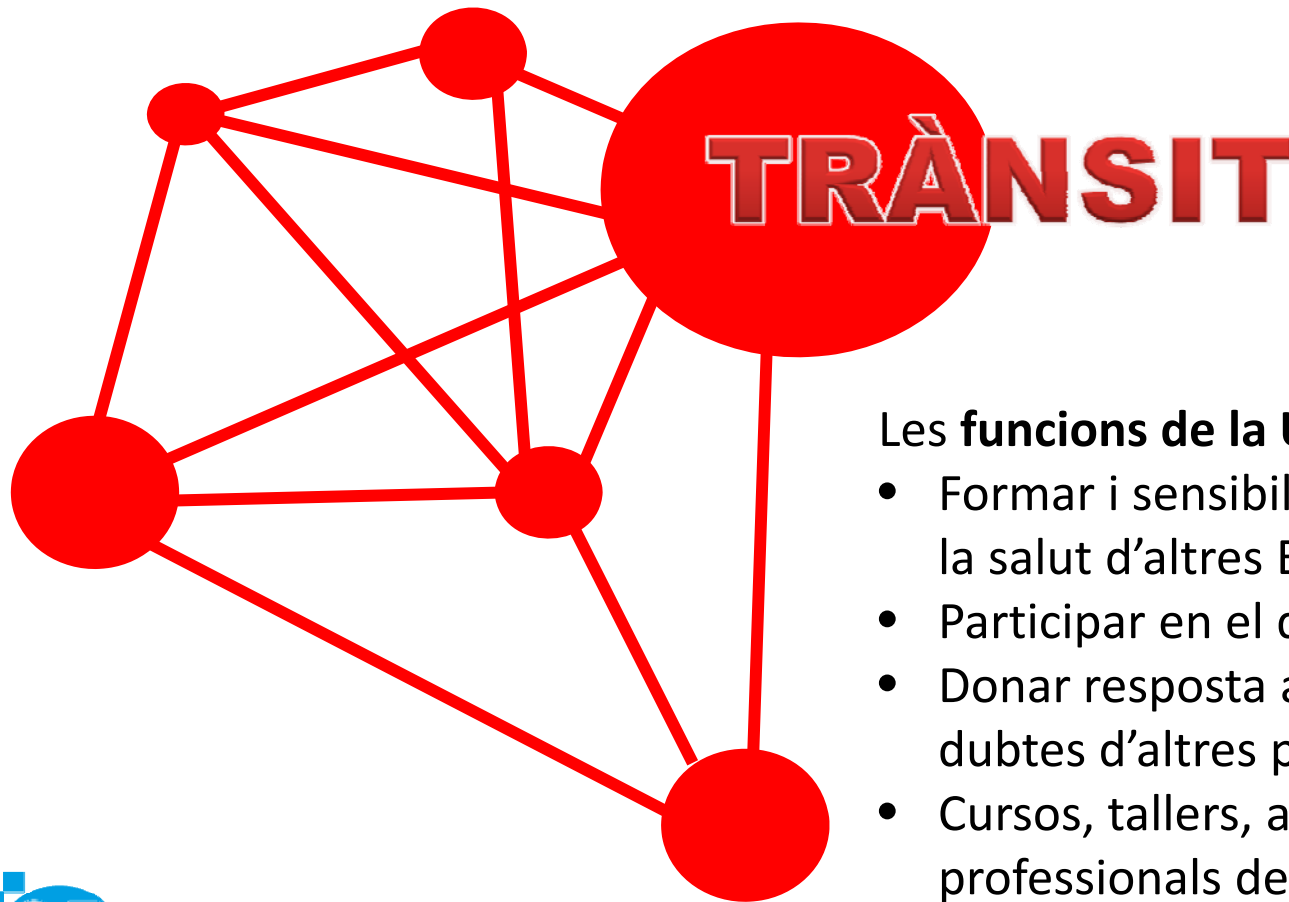 TRÀNSIT
Les funcions de la
Formar i sensibil
la salut d’altres
Participar en el
Donar resposta
dubtes d’altres
Cursos, tallers,
professionals de